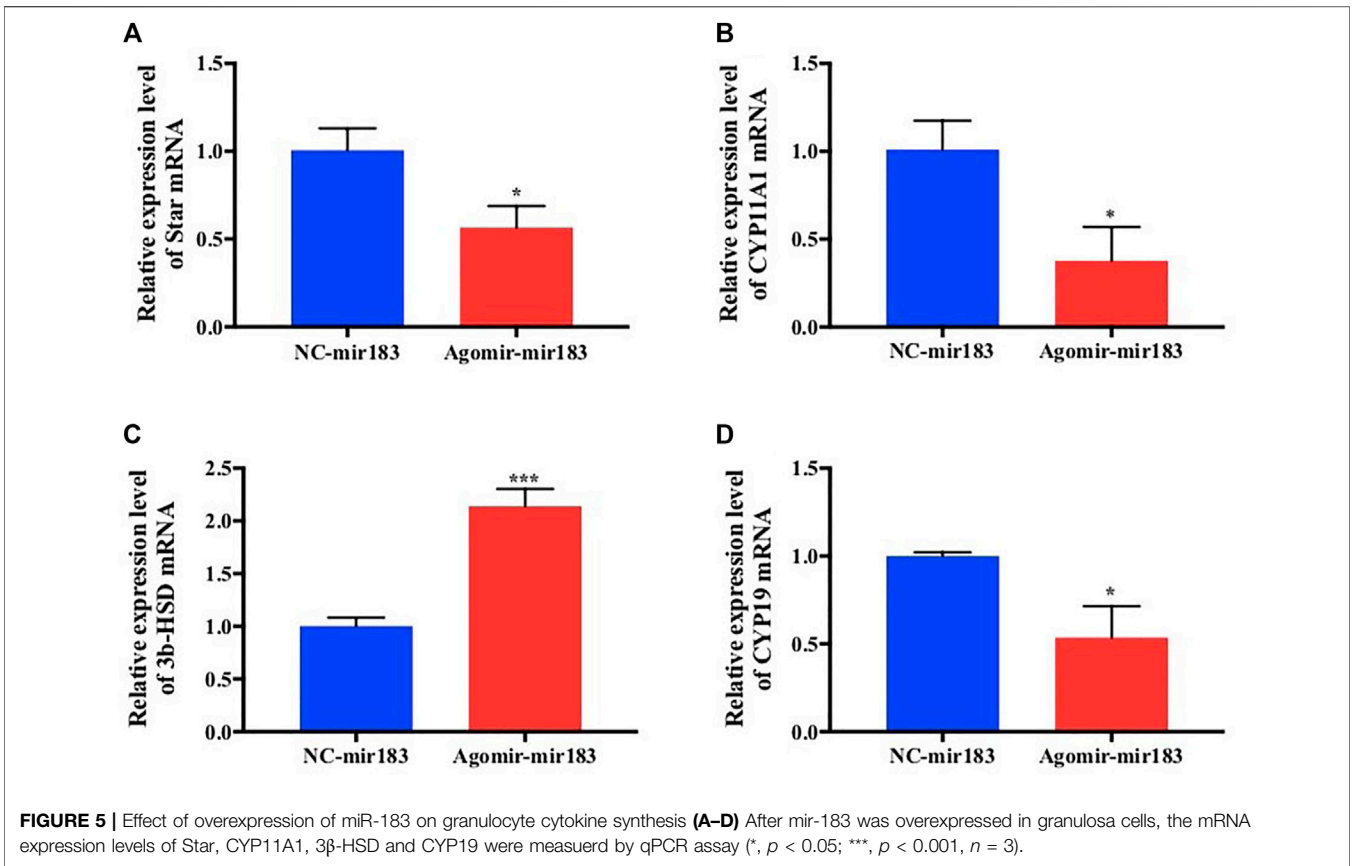 A
Relative expression level
of Star mRNA
1.5
1.0
0.5
0.0
*
NC-mir183 Agomir-mir183
B
Relative expression level
of CYP11A1 mRNA
1.5
1.0
0.5
0.0
*
NC-mir183 Agomir-mir183
C
Relative expression level
of 3b-HSD mRNA
2.5
2.0
1.5
1.0
0.5
0.0
***
NC-mir183 Agomir-mir183
D
Relative expression level
of CYP19 mRNA
1.5
1.0
0.5
0.0
*
NC-mir183 Agomir-mir183
FIGURE 5 | Effect of overexpression of miR-183 on granulocyte cytokine synthesis (A–D) After mir-183 was overexpressed in granulosa cells, the mRNA
expression levels of Star, CYP11A1, 3β-HSD and CYP19 were measuerd by qPCR assay (*, p < 0.05; ***, p < 0.001, n = 3).